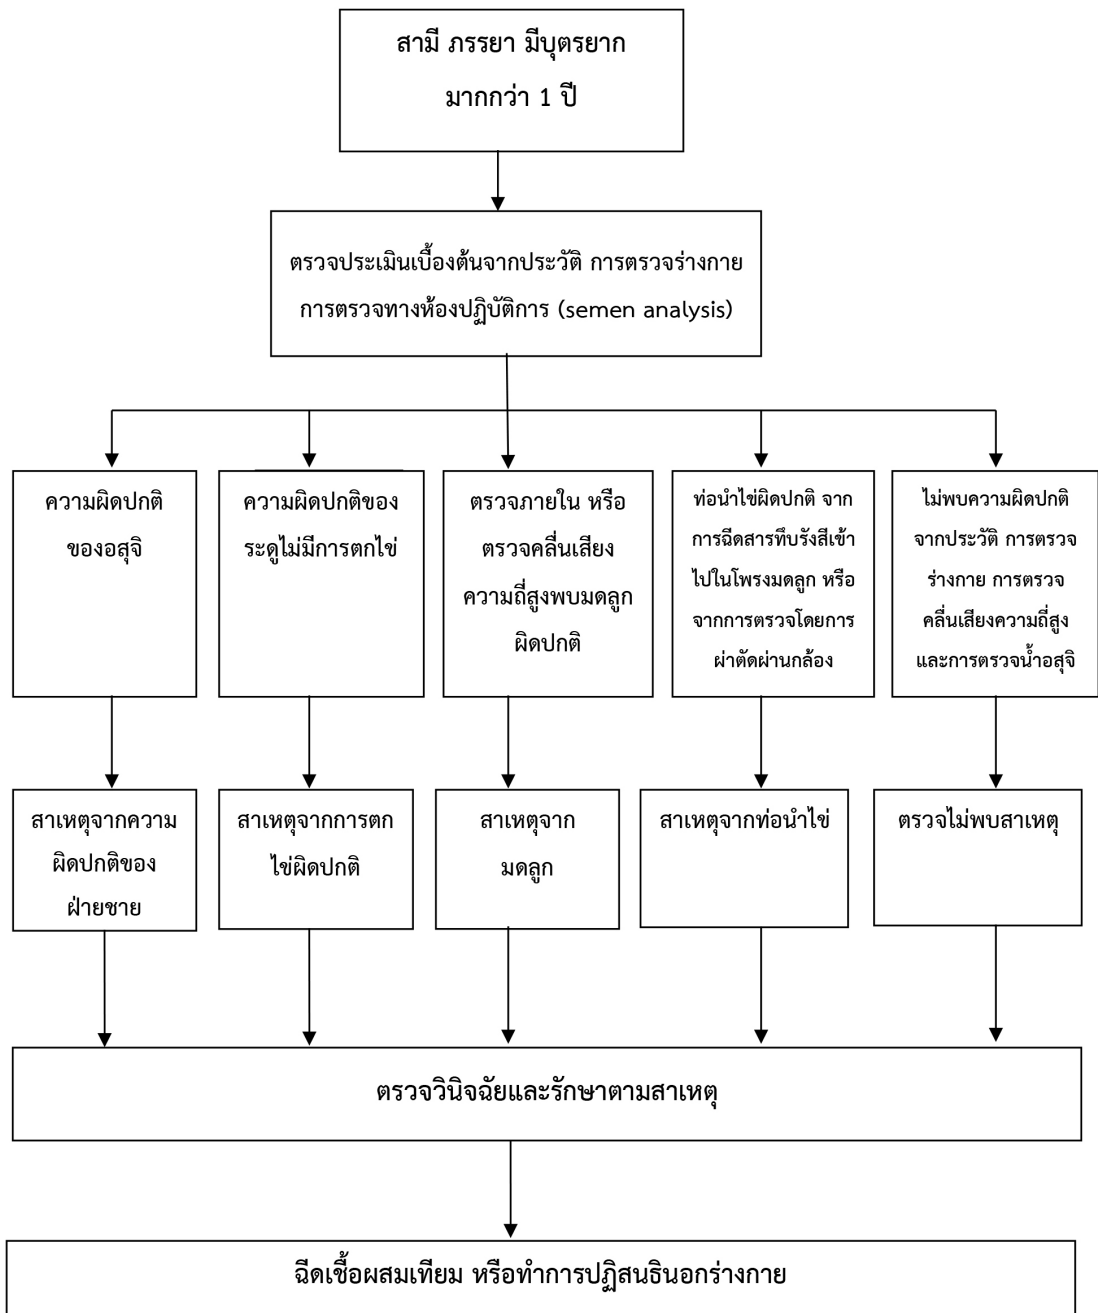 สามี ภรรยา มีบุตรยาก
มากกว่า 1 ปี
ตรวจประเมินเบื้องต้นจากประวัติ การตรวจร่างกาย
การตรวจทางห้องปฏิบัติการ (semen analysis)
ความผิดปกติ
ของอสุจิ
ความผิดปกติของ
ระดูไม่มีการตกไข่
ตรวจภายใน หรือ
ตรวจคลื่นเสียง
ความถี่สูงพบมดลูก
ผิดปกติ
ท่อนำไข่ผิดปกติ จาก
การฉีดสารทึบรังสีเข้า
ไปในโพรงมดลูก หรือ
จากการตรวจโดยการ
ผ่าตัดผ่านกล้อง
ไม่พบความผิดปกติ
จากประวัติ การตรวจ
ร่างกาย การตรวจ
คลื่นเสียงความถี่สูง
และการตรวจน้ำอสุจิ
สาเหตุจากความ
ผิดปกติของ
ฝ่ายชาย
สาเหตุจากการตก
ไข่ผิดปกติ
สาเหตุจาก
มดลูก
สาเหตุจากท่อนำไข่
ตรวจไม่พบสาเหตุ
ตรวจวินิจฉัยและรักษาตามสาเหตุ
ฉีดเชื้อผสมเทียม หรือทำการปฏิสนธินอกร่างกาย